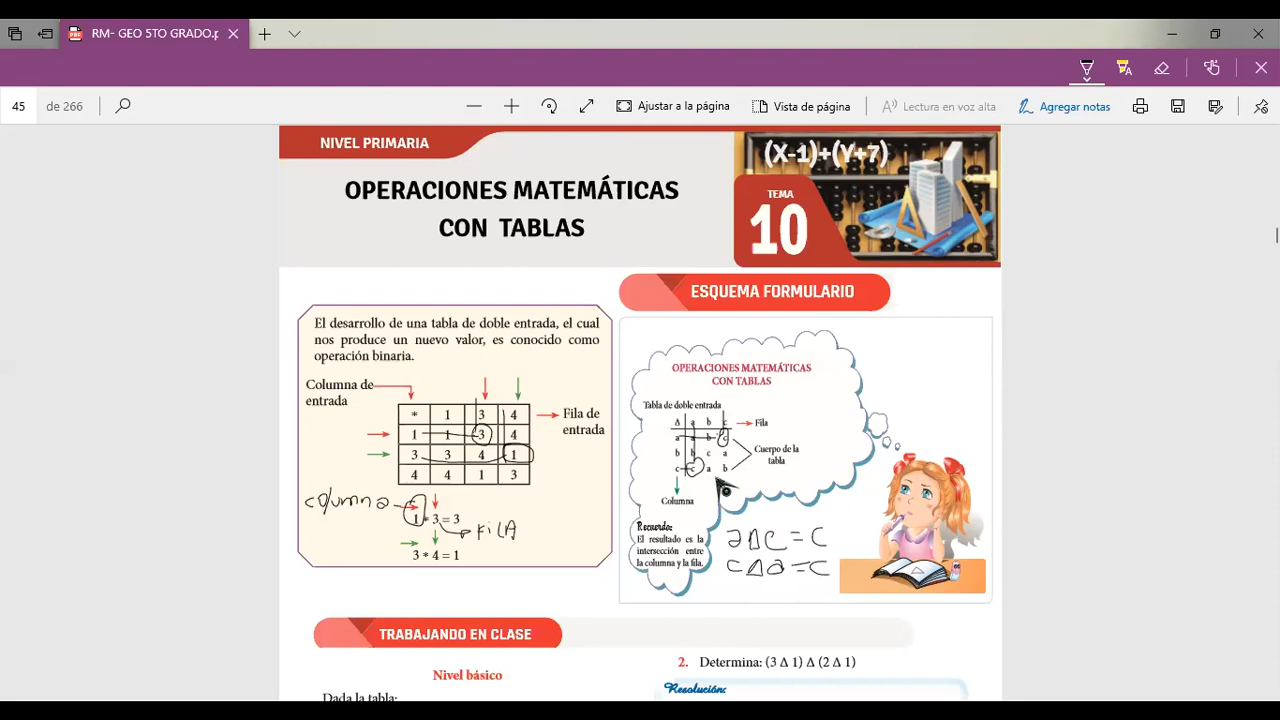 RM- GEO 5TO GRADO.p
45 de 266
Ajustar a la página
Vista de página
Lectura en voz alta
Agregar notas
NIVEL PRIMARIA
OPERACIONES MATEMÁTICAS
CON TABLAS
(X-1)+(Y+7)
TEMA
10
El desarrollo de una tabla de doble entrada, el cual
nos produce un nuevo valor, es conocido como
operación binaria.
Columna de
entrada
* 1 3 4
1 1 3 4
3 3 4 1
4 4 1 3
Fila de
entrada
columna
1 * 3 = 3
FILA
3 * 4 = 1
ESQUEMA FORMULARIO
OPERACIONES MATEMÁTICAS
CON TABLAS
Tabla de doble entrada
Δ a b c
a a b c
b b c a
c c a b
Fila
Cuerpo de la
tabla
Columna
Recuerda:
El resultado es la
intersección entre
la columna y la fila.
a Δ c = c
c Δ a = c
TRABAJANDO EN CLASE
Nivel básico
Dada la tabla:
2. Determina: (3 Δ 1) Δ (2 Δ 1)
Resolución: